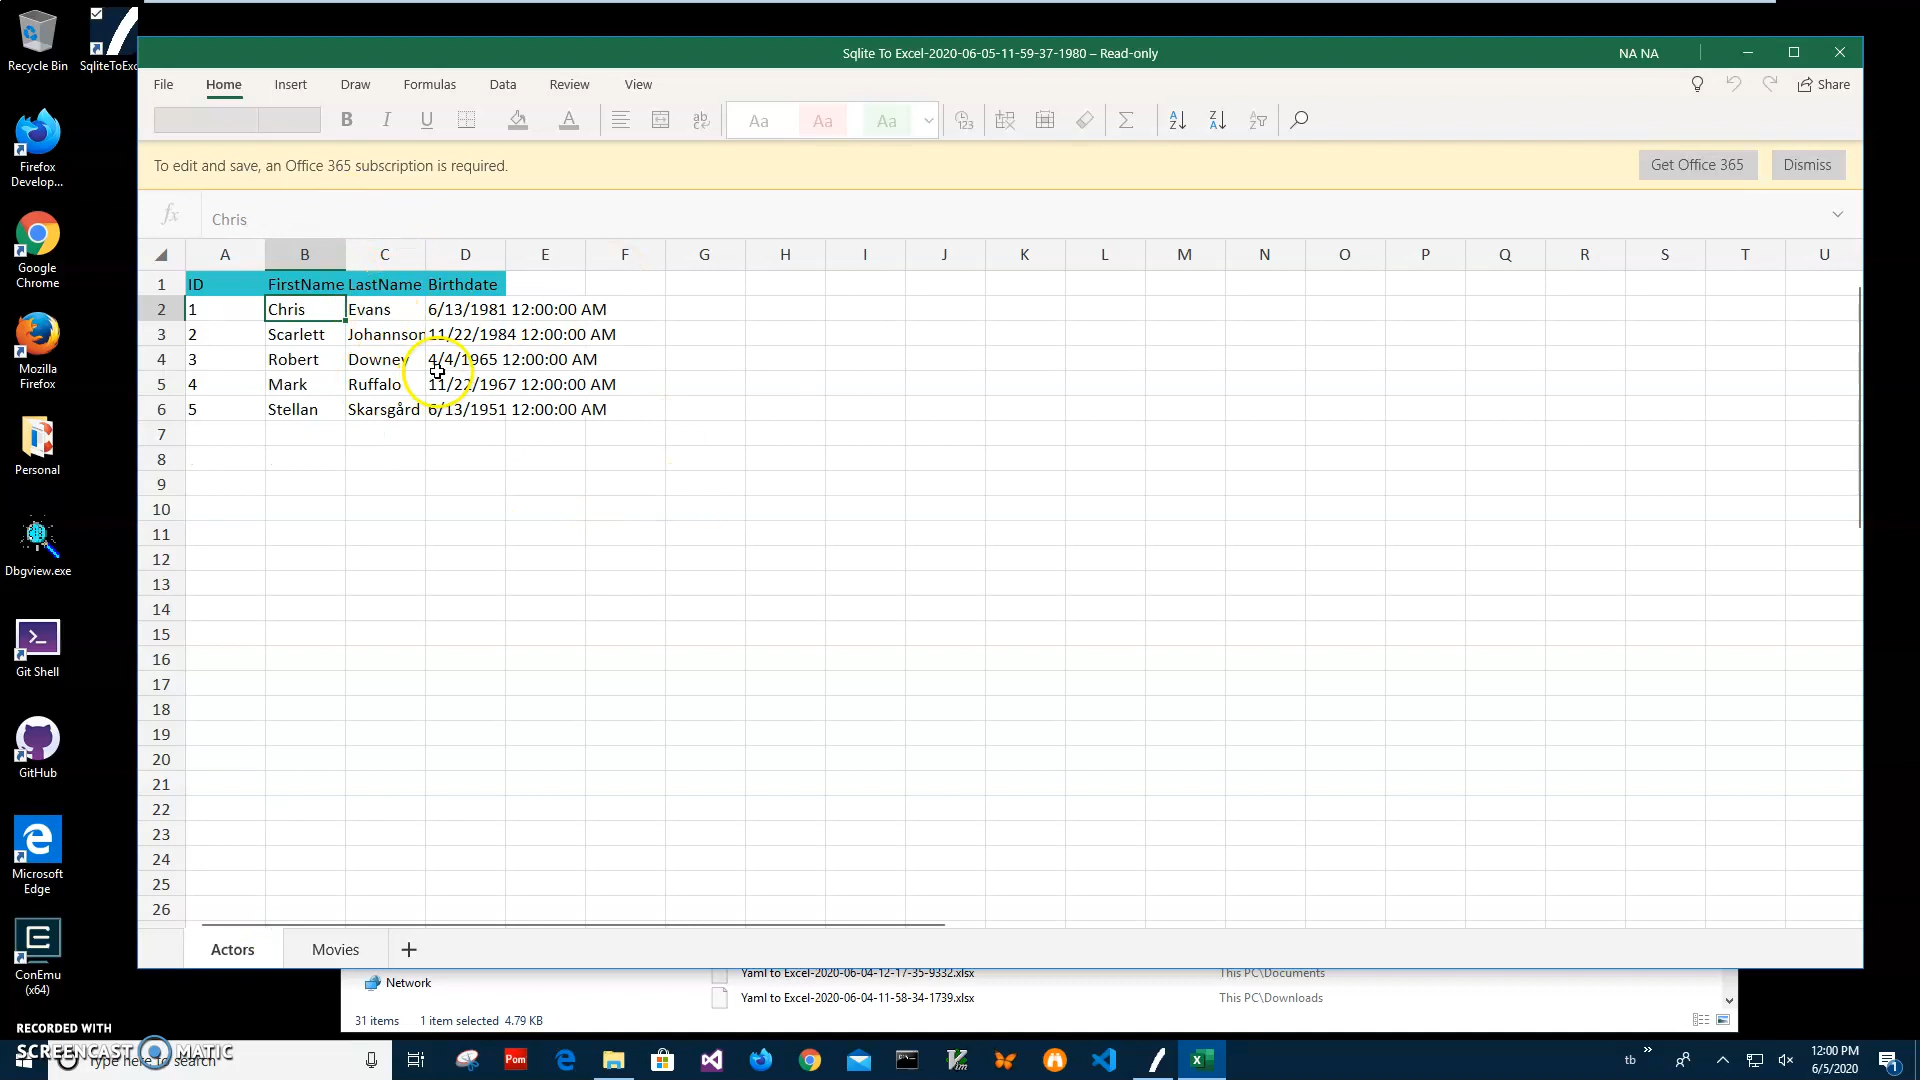 Recycle Bin
SqliteToExc
Firefox
Develop...
Google
Chrome
Mozilla
Firefox
Personal
Dbgview.exe
Git Shell
GitHub
Microsoft
Edge
ConEmu
(x64)
Sqlite To Excel-2020-06-05-11-59-37-1980 – Read-only
NA NA
File Home Insert Draw Formulas Data Review View
Share
B I U A ab Aa Aa Aa 123 Σ
To edit and save, an Office 365 subscription is required.
Get Office 365 Dismiss
fx Chris
A B C D E F G H I J K L M N O P Q R S T U
1 ID FirstName LastName Birthdate
2 1 Chris Evans 6/13/1981 12:00:00 AM
3 2 Scarlett Johannson 11/22/1984 12:00:00 AM
4 3 Robert Downey 4/4/1965 12:00:00 AM
5 4 Mark Ruffalo 11/22/1967 12:00:00 AM
6 5 Stellan Skarsgård 6/13/1951 12:00:00 AM
7
8
9
10
11
12
13
14
15
16
17
18
19
20
21
22
23
24
25
26
Actors Movies +
Network
Yaml to Excel-2020-06-04-12-17-35-9332.xlsx This PC\Documents
Yaml to Excel-2020-06-04-11-58-34-1739.xlsx This PC\Downloads
31 items 1 item selected 4.79 KB
RECORDED WITH
SCREENCAST MATIC
Type here to search
Pom
Vim
tb
12:00 PM
6/5/2020
1